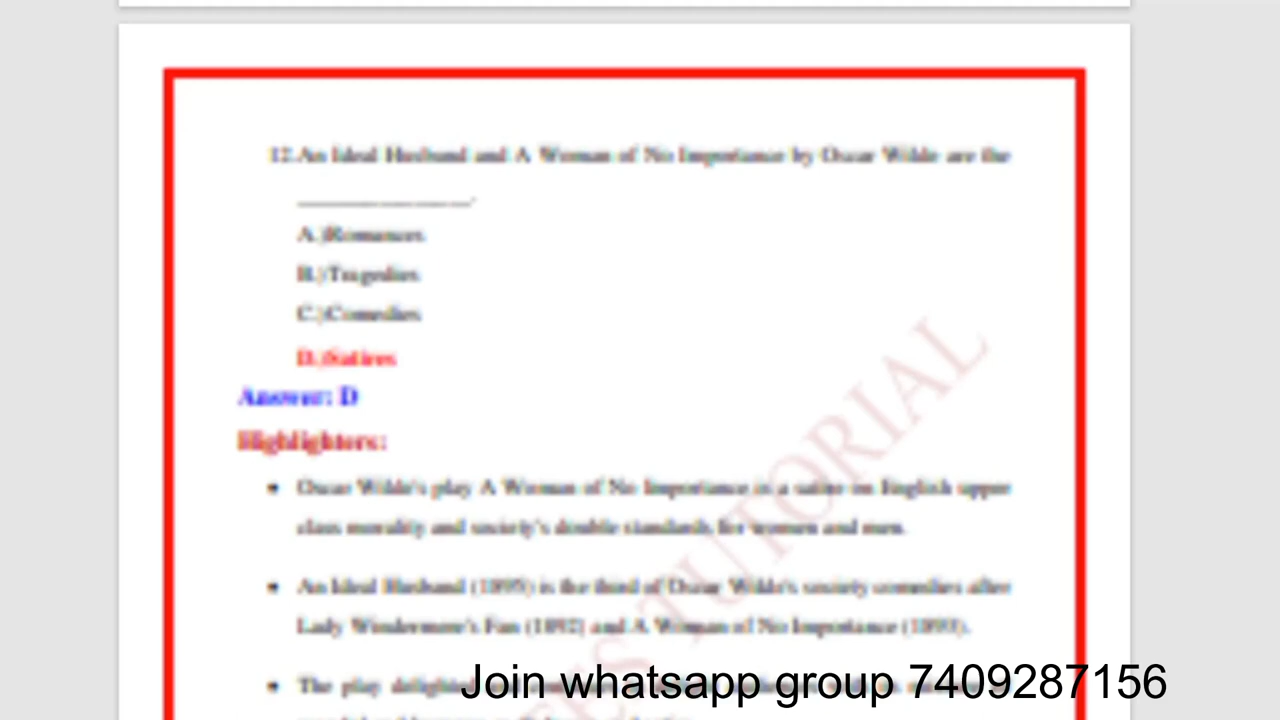 12.An Ideal Husband and A Woman of No Importance by Oscar Wilde are the
________________.
A.)Romances
B.)Tragedies
C.)Comedies
D.)Satires
Answer: D
Highlighters:
• Oscar Wilde's play A Woman of No Importance is a satire on English upper
class morality and society's double standards for women and men.
• An Ideal Husband (1895) is the third of Oscar Wilde's society comedies after
Lady Windermere's Fan (1892) and A Woman of No Importance (1893).
• The play
TUTORIAL
Join whatsapp group 7409287156